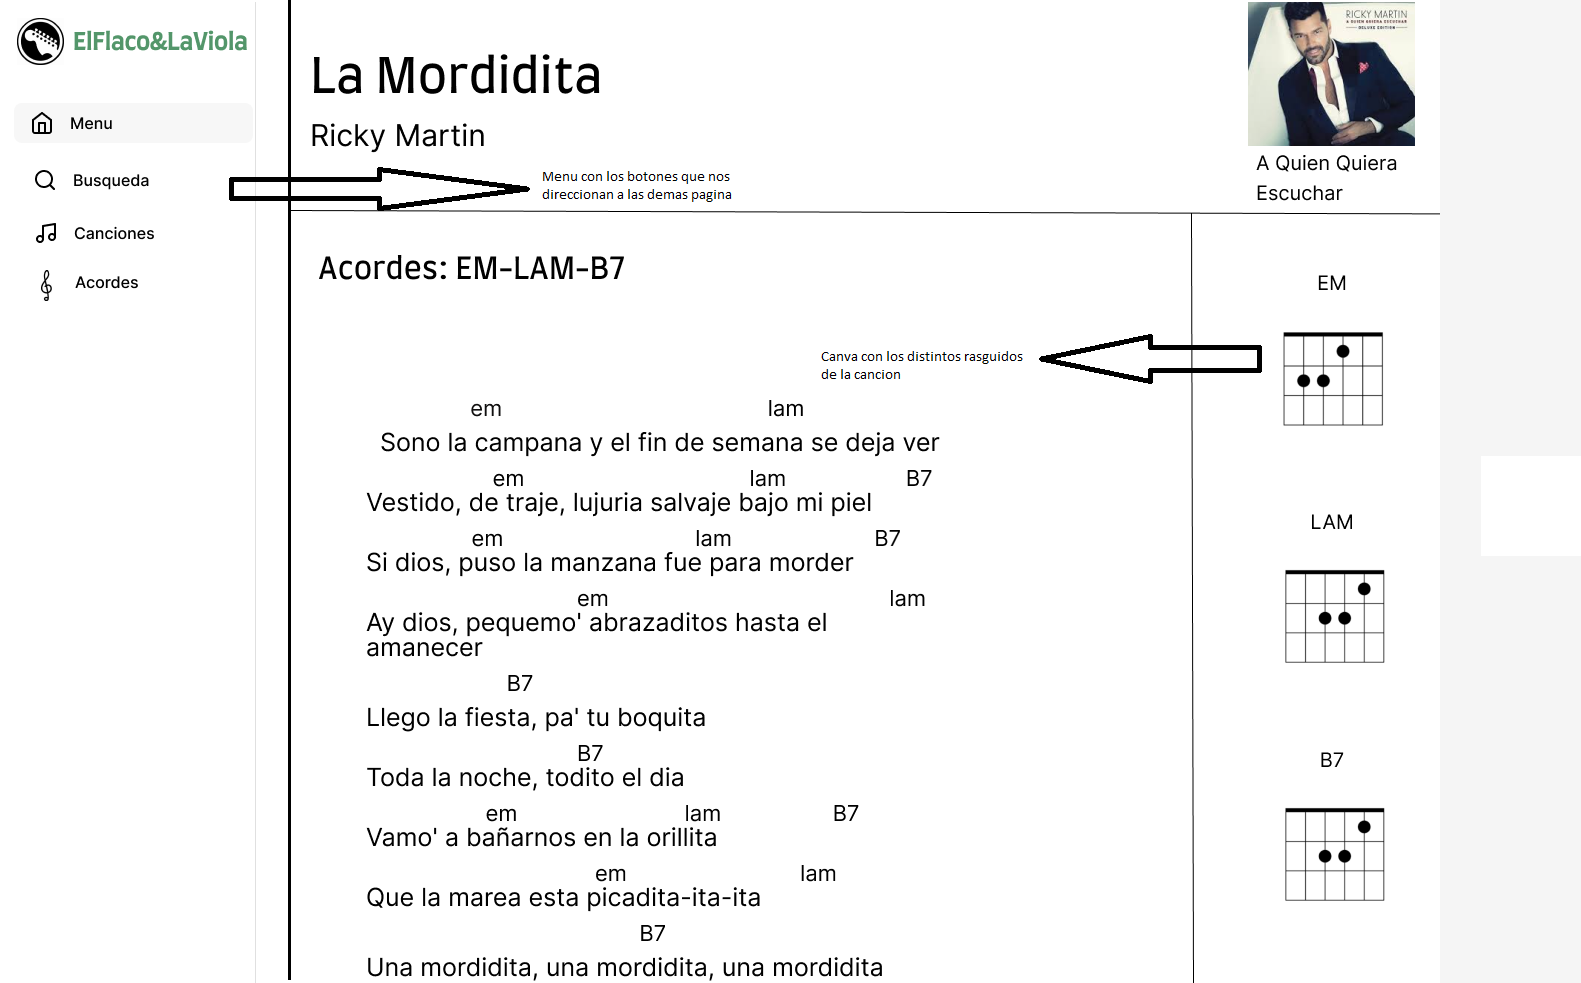 ElFlaco&LaViola
Menu
Busqueda
Canciones
Acordes
La Mordidita
Ricky Martin
Menu con los botones que nos
direccionan a las demas pagina
RICKY MARTIN
A QUIEN QUIERA ESCUCHAR
DELUXE EDITION
A Quien Quiera
Escuchar
Acordes: EM-LAM-B7
Canva con los distintos rasguidos
de la cancion
em lam
Sono la campana y el fin de semana se deja ver
em lam B7
Vestido, de traje, lujuria salvaje bajo mi piel
em lam B7
Si dios, puso la manzana fue para morder
em lam
Ay dios, pequemo' abrazaditos hasta el
amanecer
B7
Llego la fiesta, pa' tu boquita
B7
Toda la noche, todito el dia
em lam B7
Vamo' a bañarnos en la orillita
em lam
Que la marea esta picadita-ita-ita
B7
Una mordidita, una mordidita, una mordidita
EM
LAM
B7